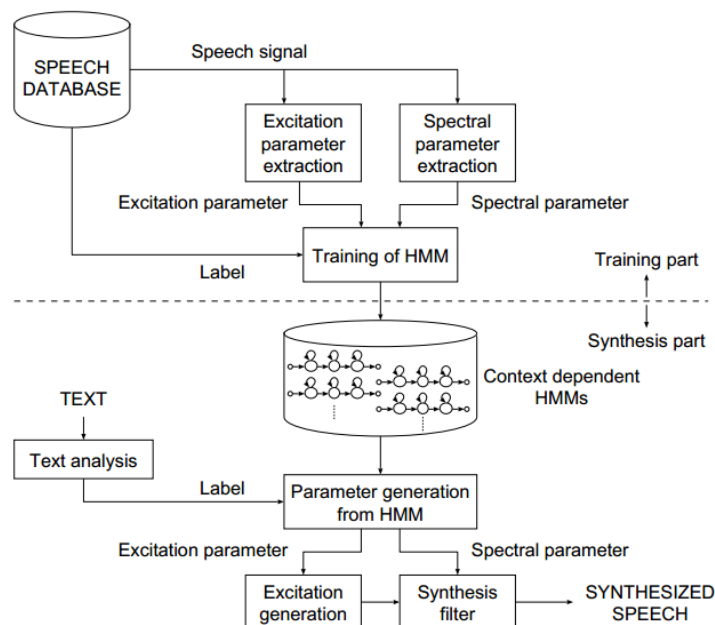 Speech signal
SPEECH
DATABASE
Excitation
parameter
extraction
Spectral
parameter
extraction
Excitation parameter
Spectral parameter
Training of HMM
Label
Training part
Synthesis part
Context dependent
HMMs
TEXT
Text analysis
Label
Parameter generation
from HMM
Excitation parameter
Spectral parameter
Excitation
generation
Synthesis
filter
SYNTHESIZED
SPEECH